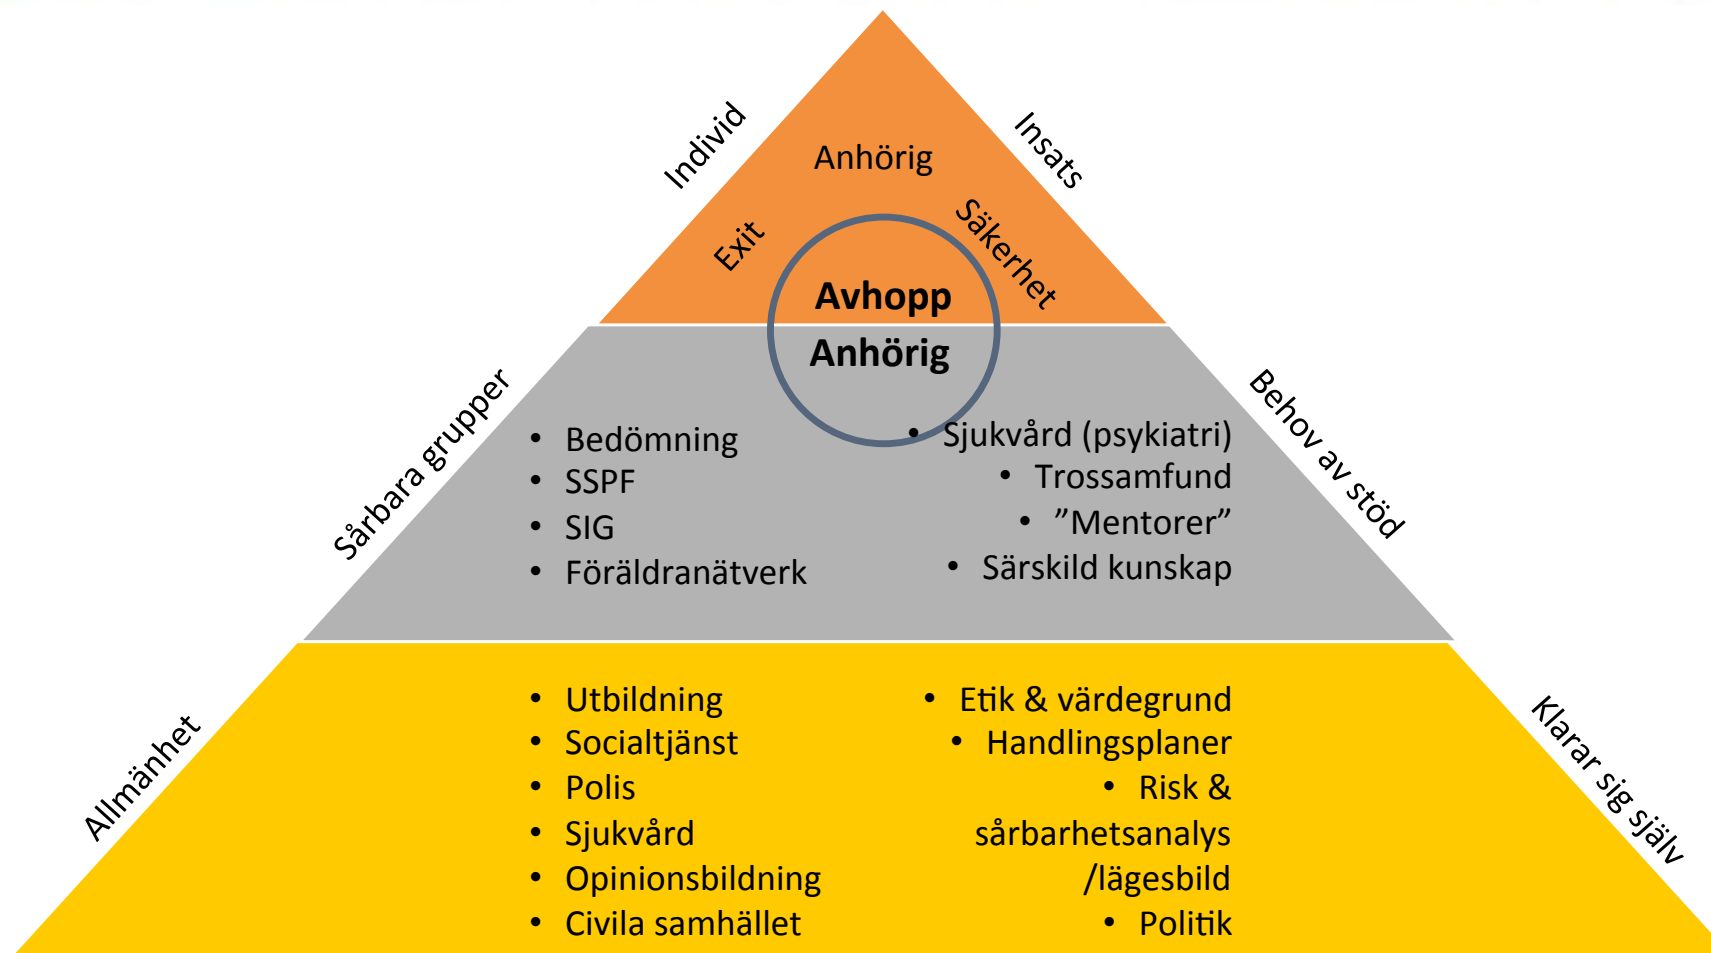 Individ
Insats
Anhörig
Exit
Säkerhet
Avhopp
Anhörig
Sårbara grupper
Behov av stöd
• Bedömning
• SSPF
• SIG
• Föräldranätverk
• Sjukvård (psykiatri)
• Trossamfund
• ”Mentorer”
• Särskild kunskap
Allmänhet
Klarar sig själv
• Utbildning
• Socialtjänst
• Polis
• Sjukvård
• Opinionsbildning
• Civila samhället
• Etik & värdegrund
• Handlingsplaner
• Risk &
sårbarhetsanalys
/lägesbild
• Politik